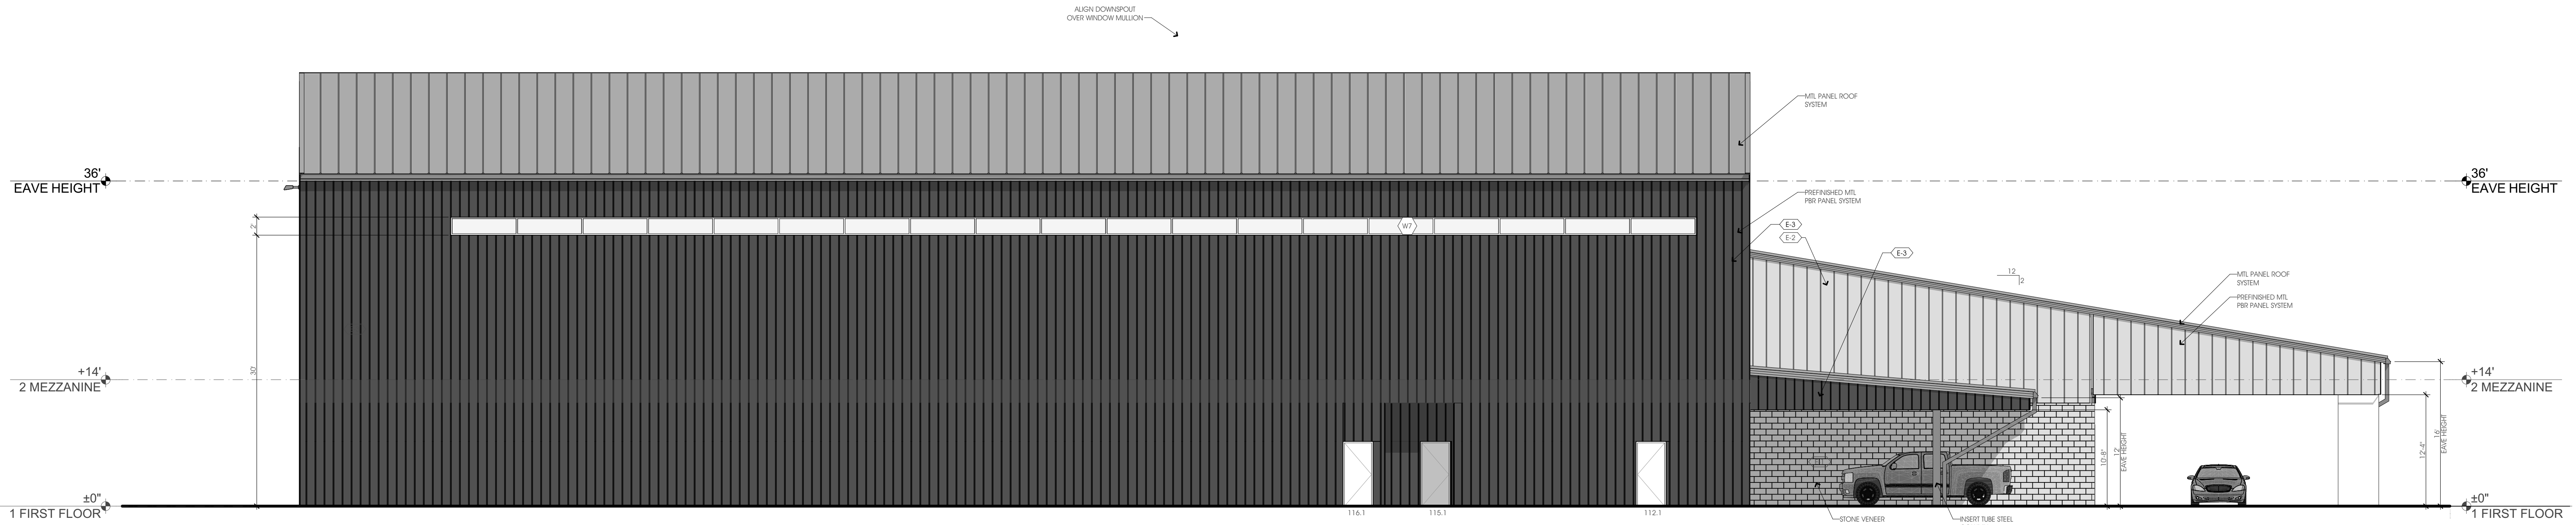 ALIGN DOWNSPOUT
OVER WINDOW MULLION
MTL PANEL ROOF
SYSTEM
36'
EAVE HEIGHT
36'
EAVE HEIGHT
PREFINISHED MTL
PBR PANEL SYSTEM
2'
W7
E-3
E-2
E-3
12
2
MTL PANEL ROOF
SYSTEM
PREFINISHED MTL
PBR PANEL SYSTEM
30'
+14'
2 MEZZANINE
+14'
2 MEZZANINE
10'-8"
12'
EAVE HEIGHT
12'-4"
16'
EAVE HEIGHT
±0"
1 FIRST FLOOR
116.1
115.1
112.1
STONE VENEER
INSERT TUBE STEEL
±0"
1 FIRST FLOOR